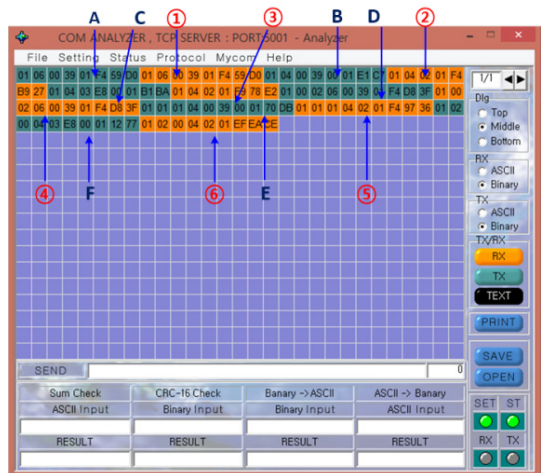 A ① C ③ B D ②
COM ANALYZER , TCP SERVER : PORT 5001 - Analyzer
File Setting Status Protocol Mycom Help
01 06 00 39 01 F4 59 D0 01 06 00 39 01 F4 59 D0 01 04 00 39 00 01 E1 C7 01 04 02 01 F4
B9 27 01 04 03 E8 00 01 B1 BA 01 04 02 01 78 E2 01 00 02 06 00 39 F4 D8 3F 01 00
02 06 00 39 01 F4 D8 3F 01 01 04 00 39 00 01 70 DB 01 01 01 04 02 01 F4 97 36 01 02
00 04 03 E8 00 01 12 77 01 02 00 04 02 01 EF EA CE
④ F ⑥ E ⑤
1/1
Dlg
Top
Middle
Bottom
RX
ASCII
Binary
TX
ASCII
Binary
TX/RX
RX
TX
TEXT
PRINT
SAVE
OPEN
SEND 0
Sum Check CRC-16 Check Banary ->ASCII ASCII -> Banary
ASCII Input Binary Input Binary Input ASCII Input
RESULT RESULT RESULT RESULT
SET ST
RX TX